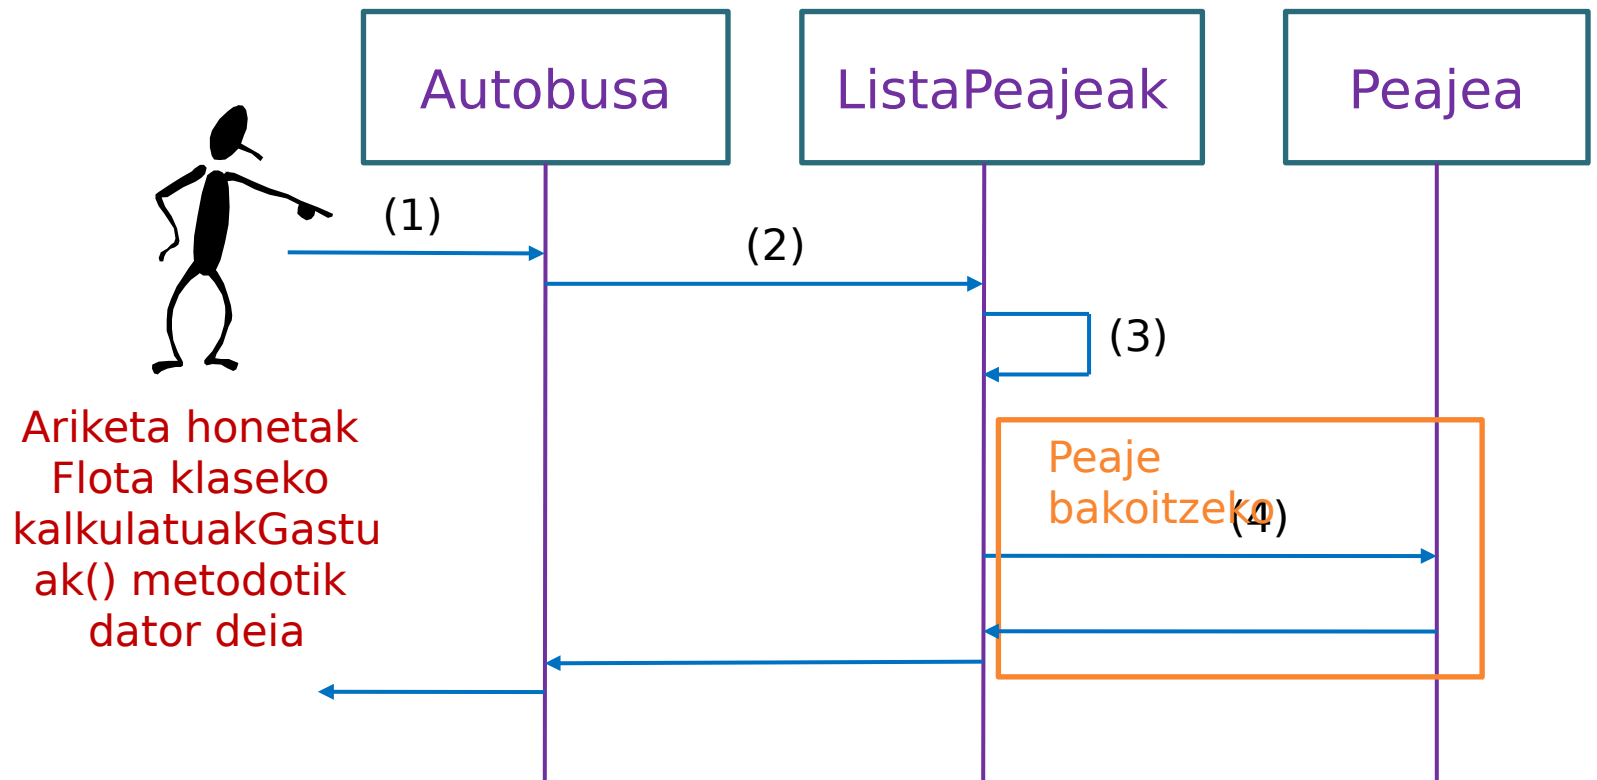 Autobusa
ListaPeajeak
Peajea
(1)
(2)
(3)
Ariketa honetak
Flota klaseko
kalkulatuakGastu
ak() metodotik
dator deia
Peaje
bakoitzeko
(4)